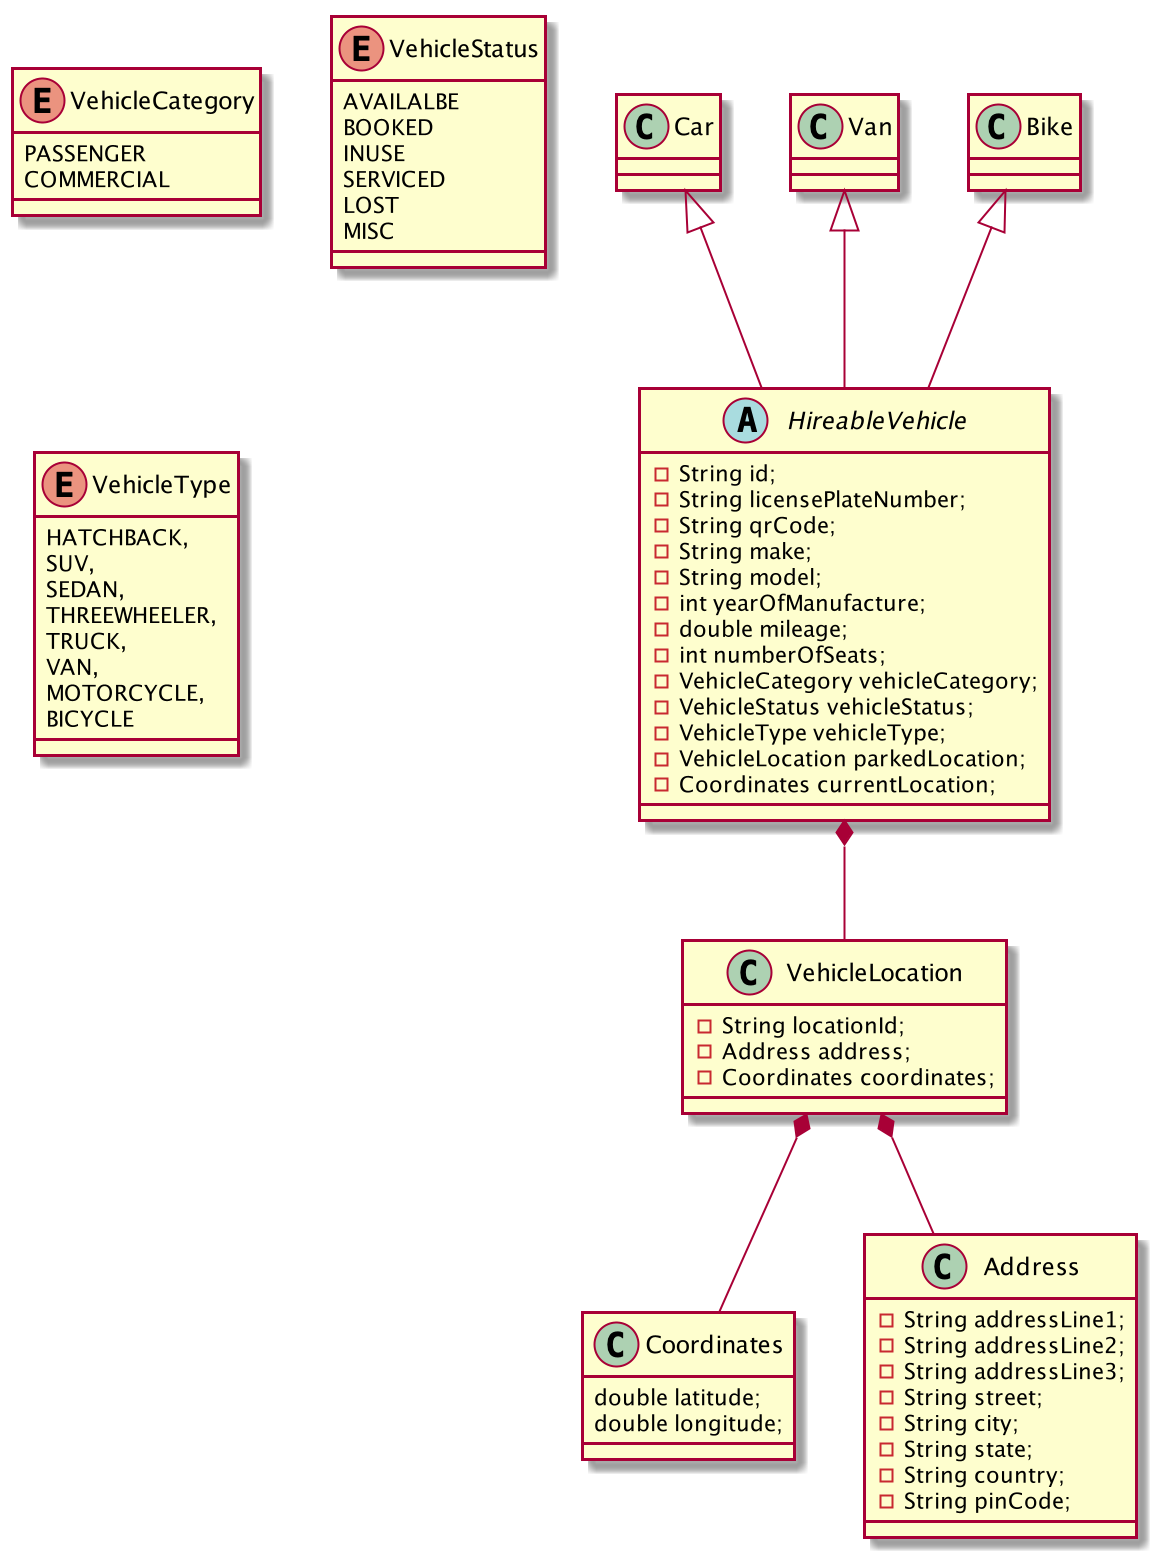 E VehicleCategory
PASSENGER
COMMERCIAL
E VehicleStatus
AVAILALBE
BOOKED
INUSE
SERVICED
LOST
MISC
C Car
C Van
C Bike
E VehicleType
HATCHBACK,
SUV,
SEDAN,
THREEWHEELER,
TRUCK,
VAN,
MOTORCYCLE,
BICYCLE
A HireableVehicle
String id;
String licensePlateNumber;
String qrCode;
String make;
String model;
int yearOfManufacture;
double mileage;
int numberOfSeats;
VehicleCategory vehicleCategory;
VehicleStatus vehicleStatus;
VehicleType vehicleType;
VehicleLocation parkedLocation;
Coordinates currentLocation;
C VehicleLocation
String locationId;
Address address;
Coordinates coordinates;
C Coordinates
double latitude;
double longitude;
C Address
String addressLine1;
String addressLine2;
String addressLine3;
String street;
String city;
String state;
String country;
String pinCode;